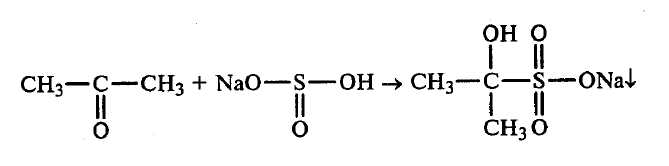 OH O
CH₃—C—CH₃ + NaO—S—OH → CH₃—C—S—ONa↓
O O CH₃ O